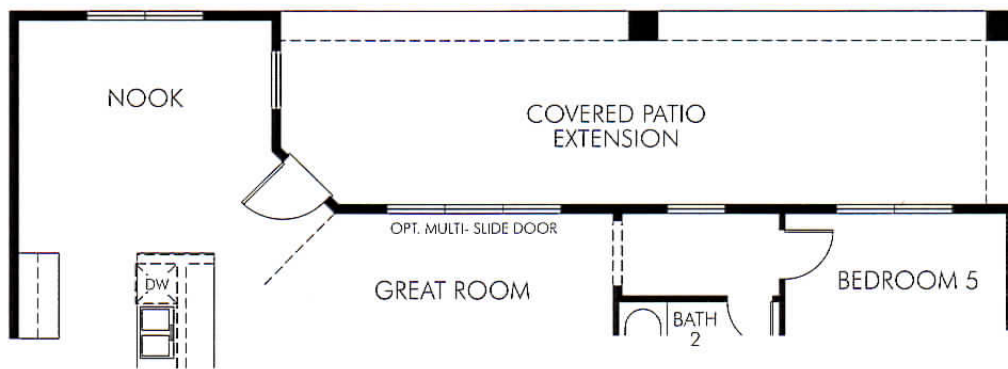 NOOK
COVERED PATIO
EXTENSION
OPT. MULTI- SLIDE DOOR
DW
GREAT ROOM
BEDROOM 5
BATH
2